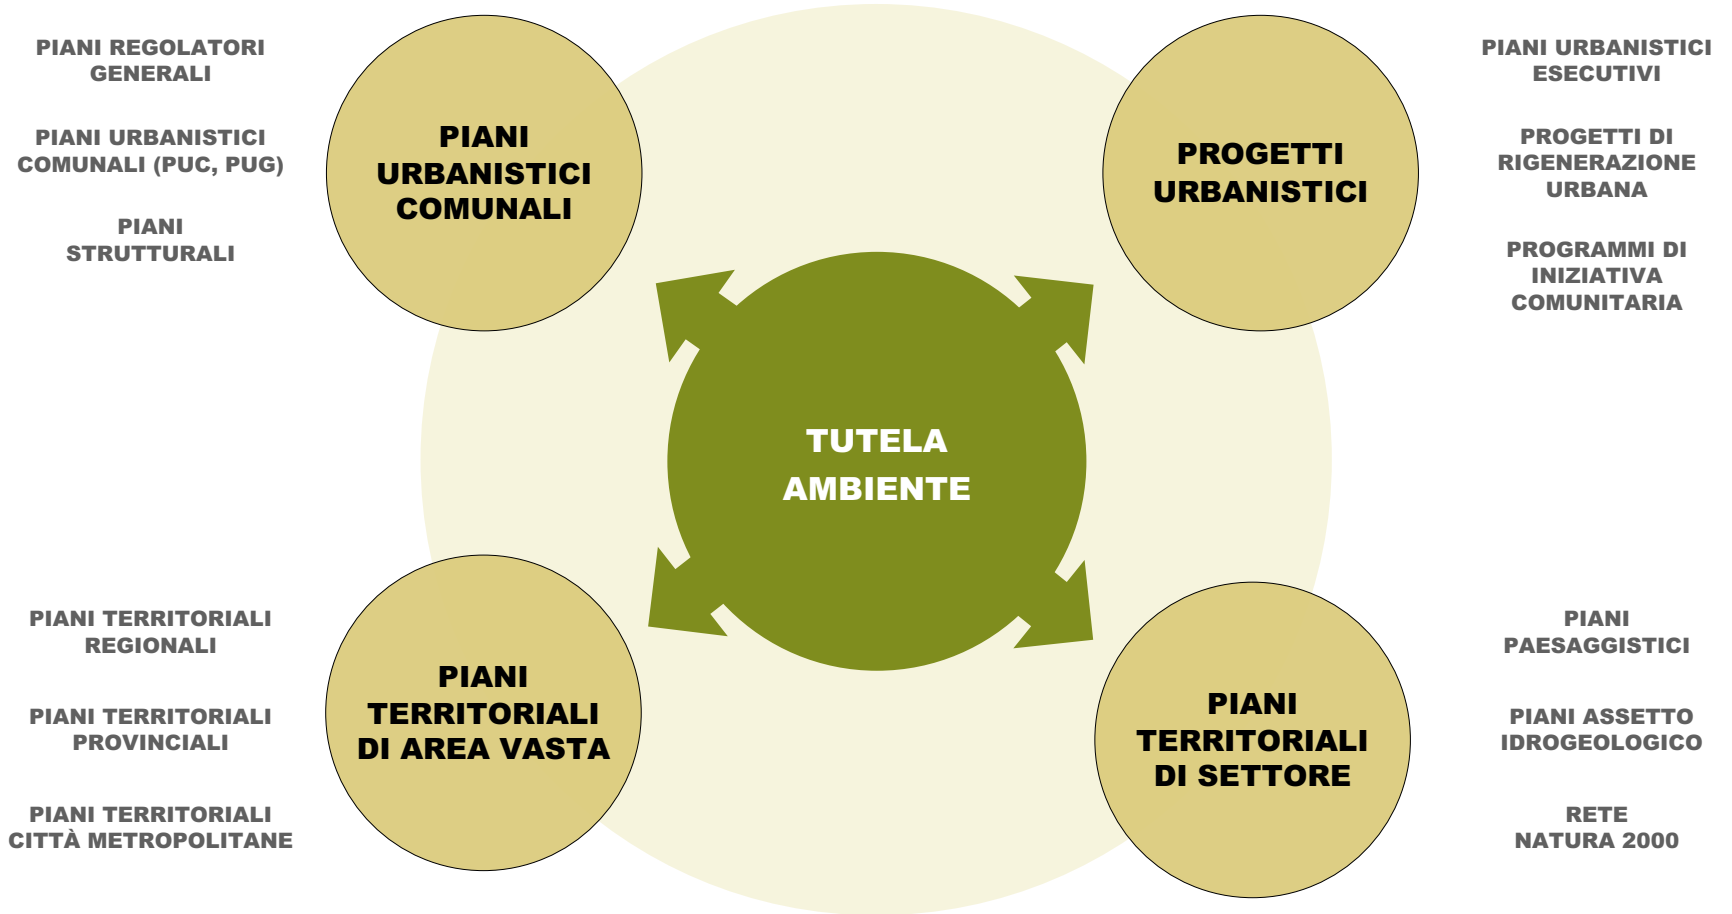 PIANI REGOLATORI
GENERALI
PIANI URBANISTICI
COMUNALI (PUC, PUG)
PIANI
STRUTTURALI
PIANI
URBANISTICI
COMUNALI
PROGETTI
URBANISTICI
PIANI URBANISTICI
ESECUTIVI
PROGETTI DI
RIGENERAZIONE
URBANA
PROGRAMMI DI
INIZIATIVA
COMUNITARIA
TUTELA
AMBIENTE
PIANI TERRITORIALI
REGIONALI
PIANI TERRITORIALI
PROVINCIALI
PIANI TERRITORIALI
CITTÀ METROPOLITANE
PIANI
TERRITORIALI
DI AREA VASTA
PIANI
TERRITORIALI
DI SETTORE
PIANI
PAESAGGISTICI
PIANI ASSETTO
IDROGEOLOGICO
RETE
NATURA 2000